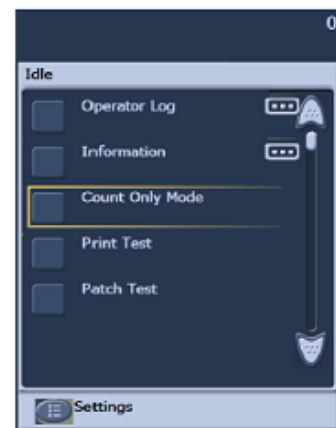 0
Idle
Operator Log
Information
Count Only Mode
Print Test
Patch Test
Settings